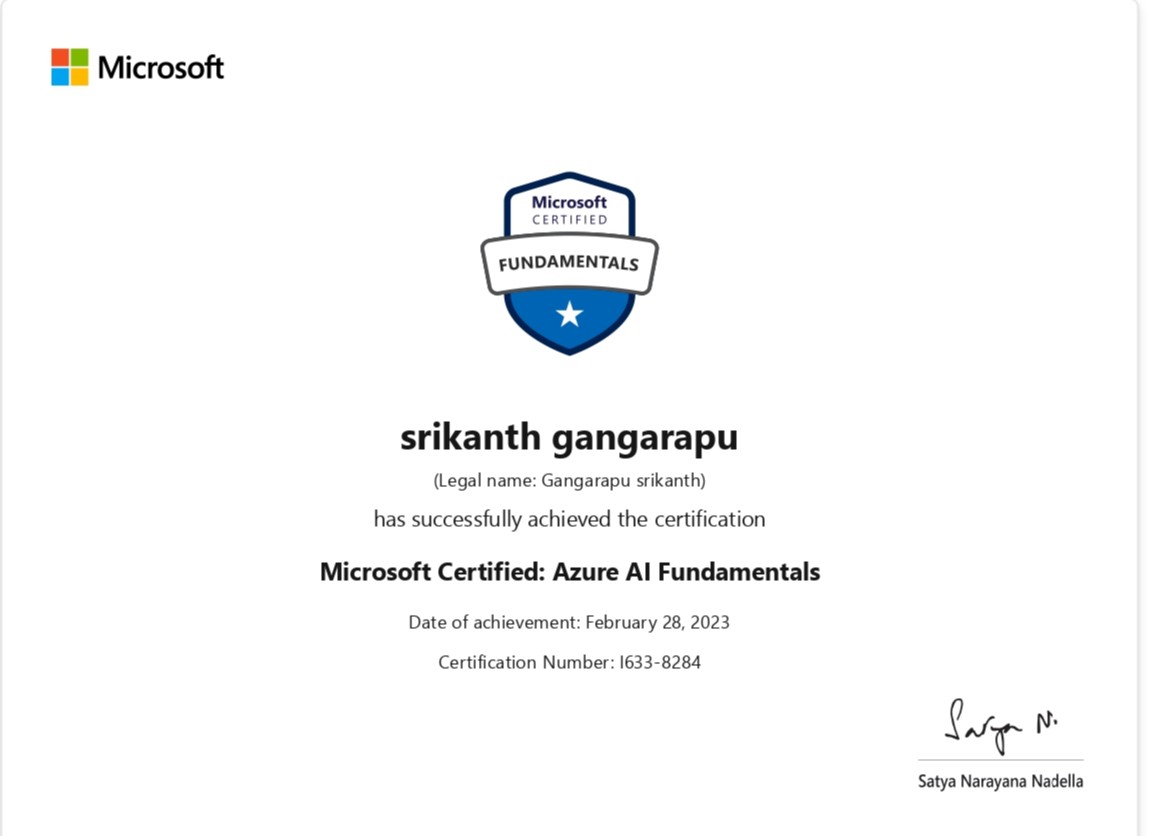 Microsoft
Microsoft
CERTIFIED
FUNDAMENTALS
srikanth gangarapu
(Legal name: Gangarapu srikanth)
has successfully achieved the certification
Microsoft Certified: Azure AI Fundamentals
Date of achievement: February 28, 2023
Certification Number: I633-8284
Satya N.
Satya Narayana Nadella